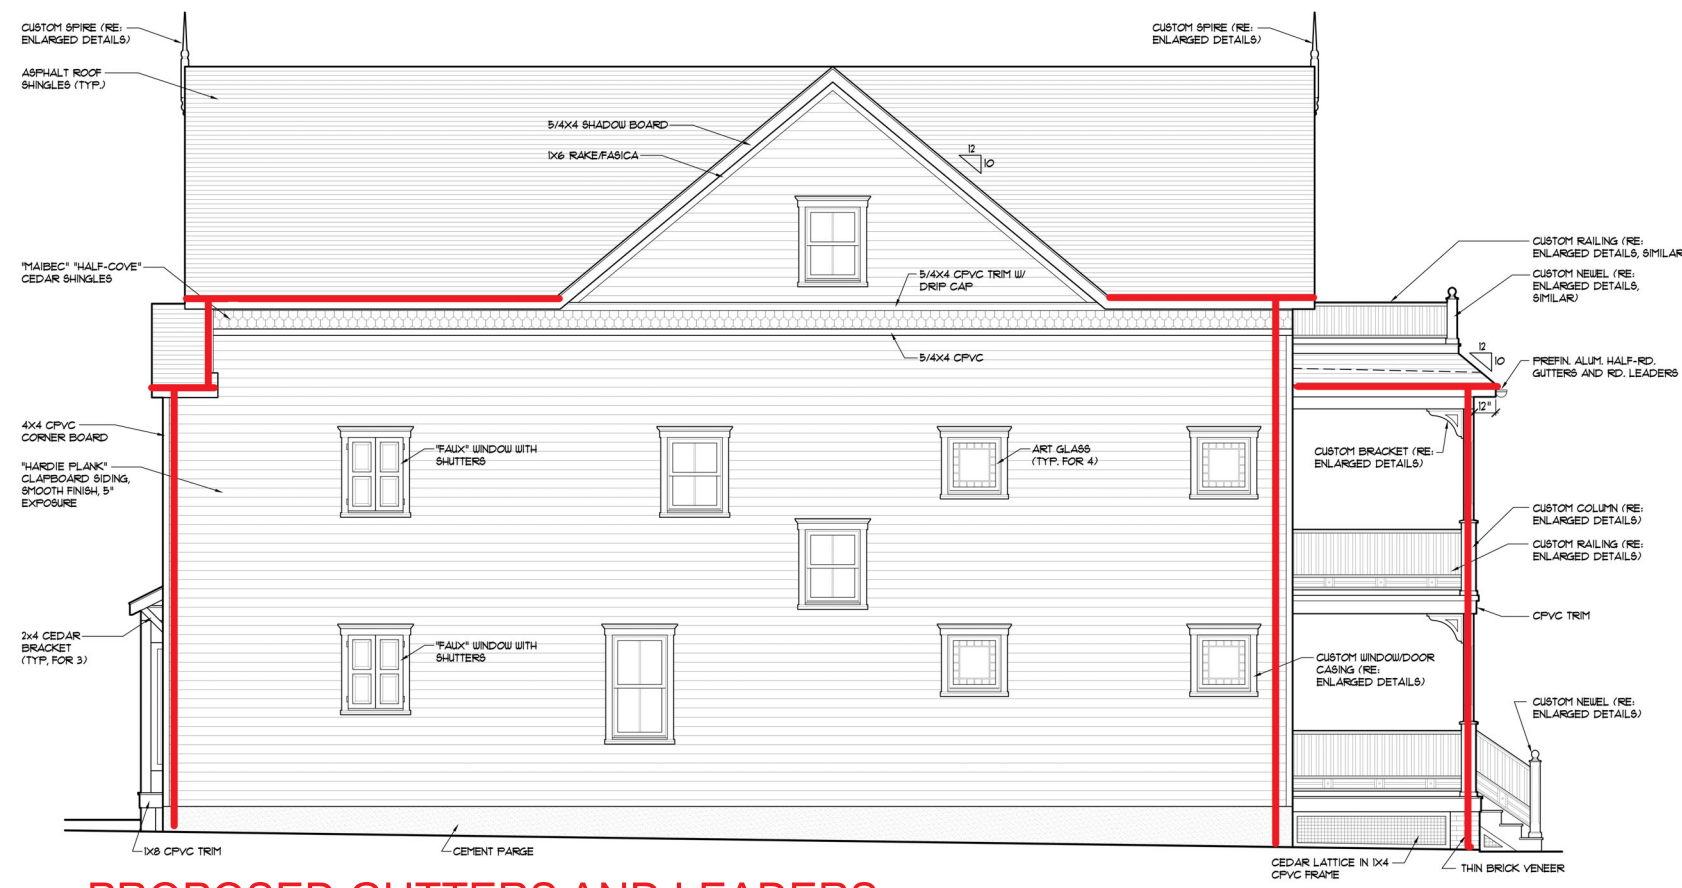 CUSTOM SPIRE (RE:
ENLARGED DETAILS)
CUSTOM SPIRE (RE:
ENLARGED DETAILS)
ASPHALT ROOF
SHINGLES (TYP.)
5/4X4 SHADOW BOARD
1X6 RAKE/FASICA
12
10
"MAIBEC" "HALF-COVE"
CEDAR SHINGLES
5/4X4 CPVC TRIM W/
DRIP CAP
5/4X4 CPVC
CUSTOM RAILING (RE:
ENLARGED DETAILS, SIMILAR
CUSTOM NEWEL (RE:
ENLARGED DETAILS,
SIMILAR)
12
10
PREFIN. ALUM. HALF-RD.
GUTTERS AND RD. LEADERS
12"
4X4 CPVC
CORNER BOARD
"HARDIE PLANK"
CLAPBOARD SIDING,
SMOOTH FINISH, 5"
EXPOSURE
"FAUX" WINDOW WITH
SHUTTERS
ART GLASS
(TYP. FOR 4)
CUSTOM BRACKET (RE:
ENLARGED DETAILS)
CUSTOM COLUMN (RE:
ENLARGED DETAILS)
CUSTOM RAILING (RE:
ENLARGED DETAILS)
CPVC TRIM
2x4 CEDAR
BRACKET
(TYP, FOR 3)
"FAUX" WINDOW WITH
SHUTTERS
CUSTOM WINDOW/DOOR
CASING (RE:
ENLARGED DETAILS)
CUSTOM NEWEL (RE:
ENLARGED DETAILS)
1X8 CPVC TRIM
CEMENT PARGE
CEDAR LATTICE IN 1X4
CPVC FRAME
THIN BRICK VENEER
PROPOSED GUTTERS AND LEADERS